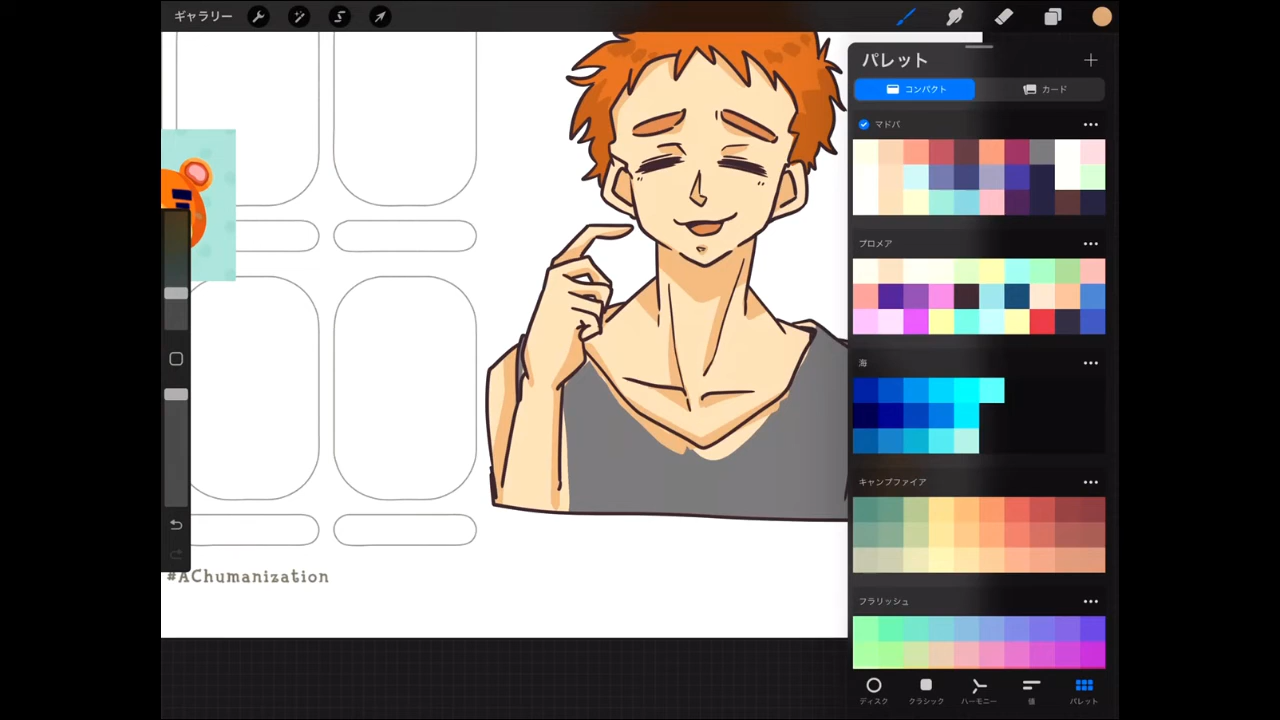 ギャラリー
パレット
コンパクト
カード
マドパ
プロメア
海
キャンプファイア
フラリッシュ
ディスク
クラシック
ハーモニー
値
パレット
#AChumanization